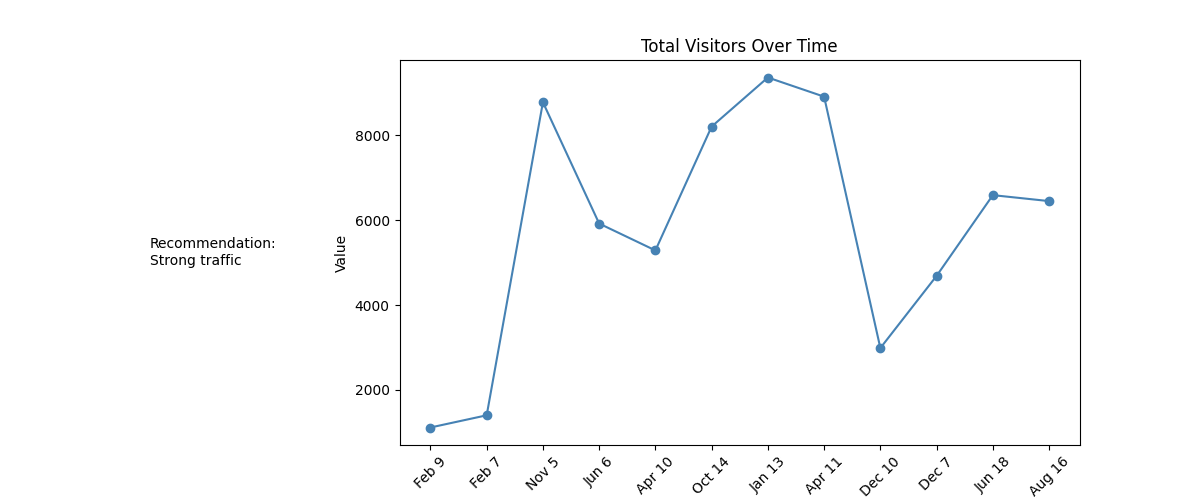 Total Visitors Over Time
Recommendation:
Strong traffic
Value
8000
6000
4000
2000
Feb 9
Feb 7
Nov 5
Jun 6
Apr 10
Oct 14
Jan 13
Apr 11
Dec 10
Dec 7
Jun 18
Aug 16